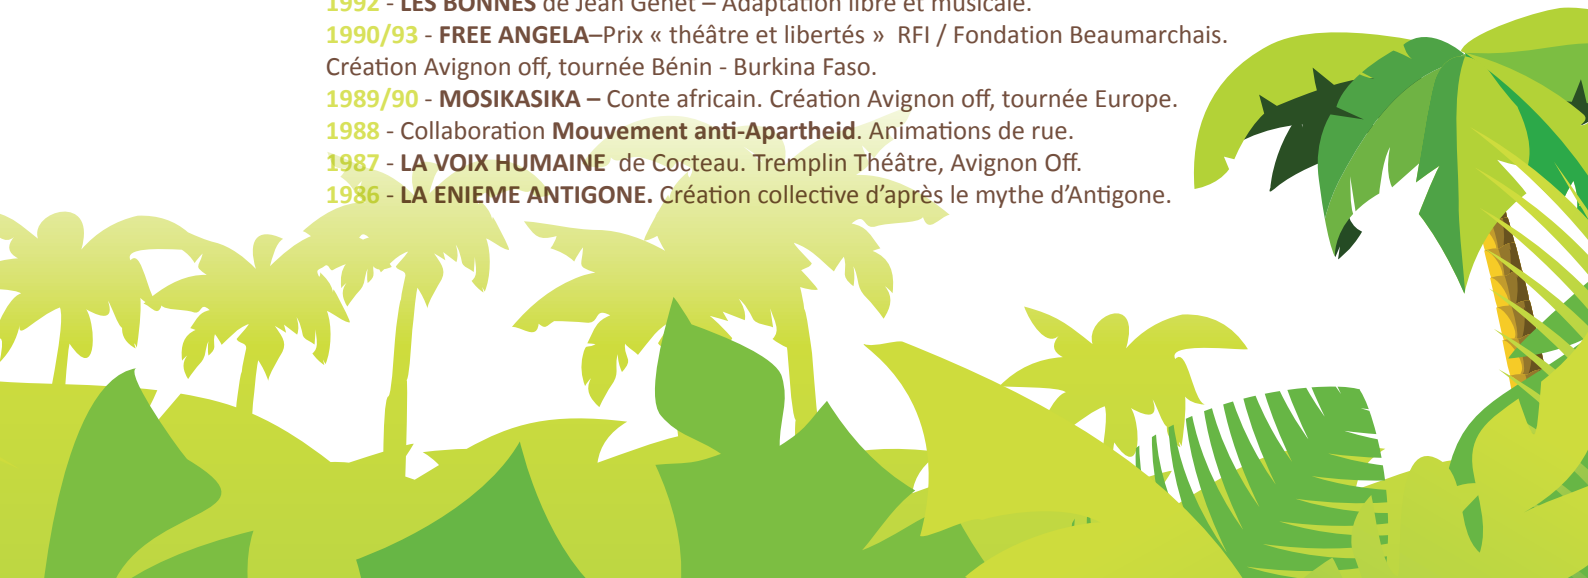 1992 - LES BONNES de Jean Genet – Adaptation libre et musicale.
1990/93 - FREE ANGELA–Prix « théâtre et libertés » RFI / Fondation Beaumarchais.
Création Avignon off, tournée Bénin - Burkina Faso.
1989/90 - MOSIKASIKA – Conte africain. Création Avignon off, tournée Europe.
1988 - Collaboration Mouvement anti-Apartheid. Animations de rue.
1987 - LA VOIX HUMAINE de Cocteau. Tremplin Théâtre, Avignon Off.
1986 - LA ENIEME ANTIGONE. Création collective d’après le mythe d’Antigone.